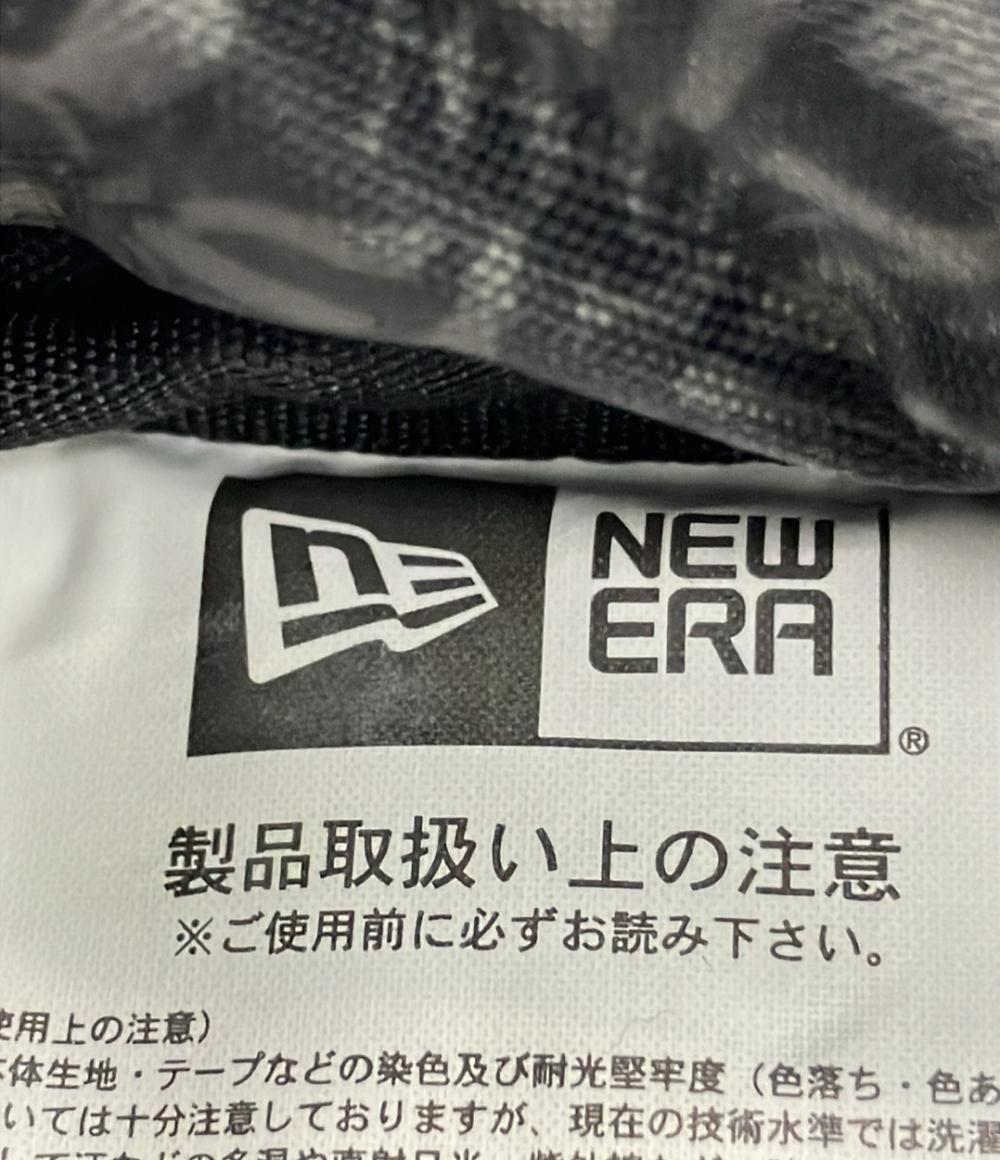 NEW
ERA
®
製品取扱い上の注意
※ご使用前に必ずお読み下さい。
使用上の注意）
体生地・テープなどの染色及び耐光堅牢度（色落ち・色あ
いては十分注意しておりますが、現在の技術水準では洗濯